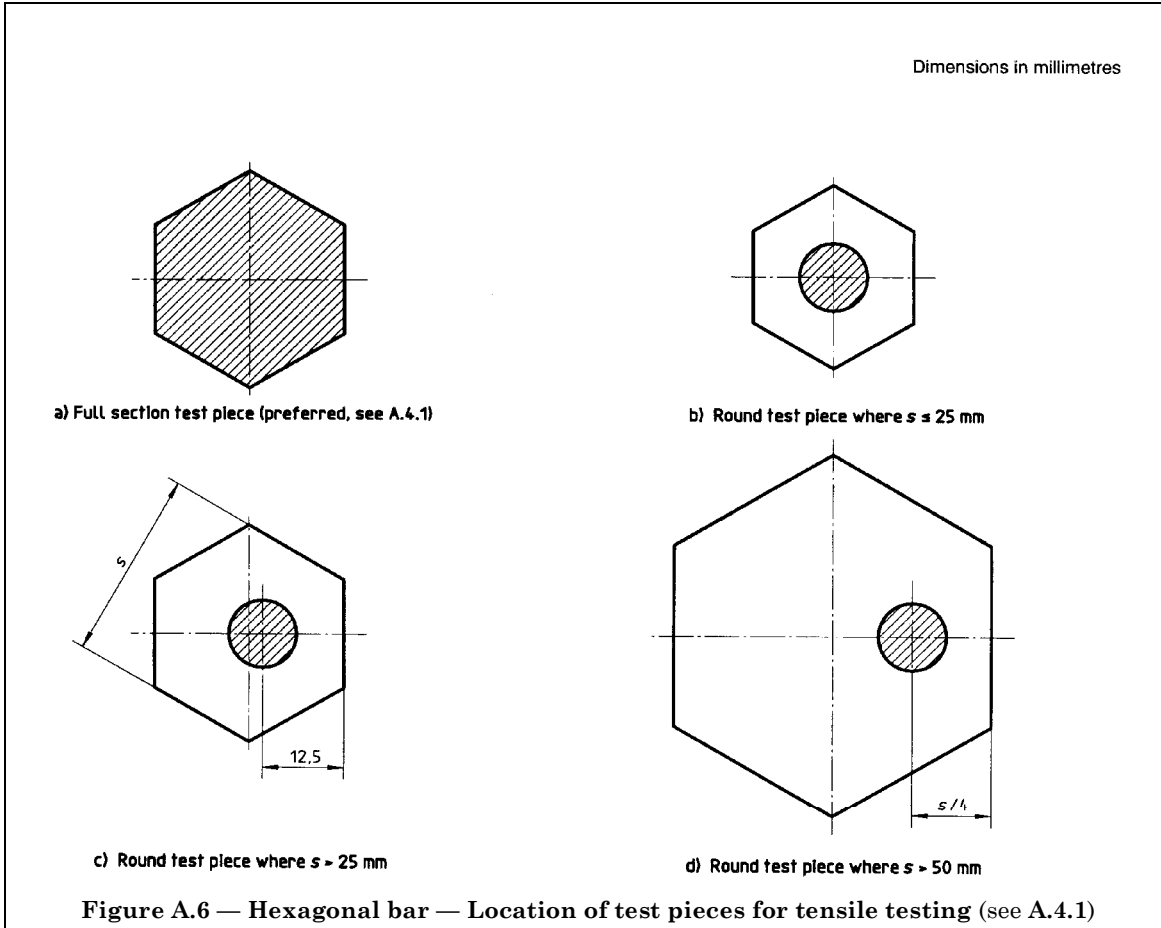 Dimensions in millimetres
a) Full section test piece (preferred, see A.4.1)
b) Round test piece where s ≤ 25 mm
s
12,5
s/4
c) Round test piece where s > 25 mm
d) Round test piece where s > 50 mm
Figure A.6 — Hexagonal bar — Location of test pieces for tensile testing (see A.4.1)